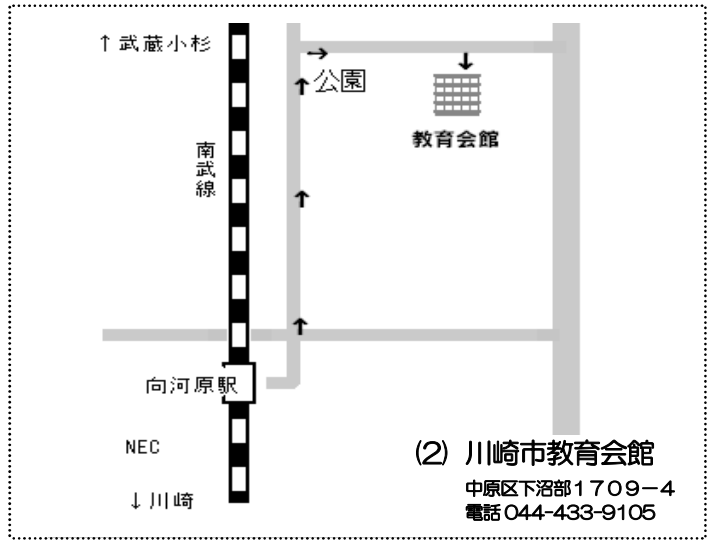 ↑武蔵小杉
公園
教育会館
南武線
向河原駅
NEC
↓川崎
(2) 川崎市教育会館
中原区下沼部1709－4
電話044-433-9105